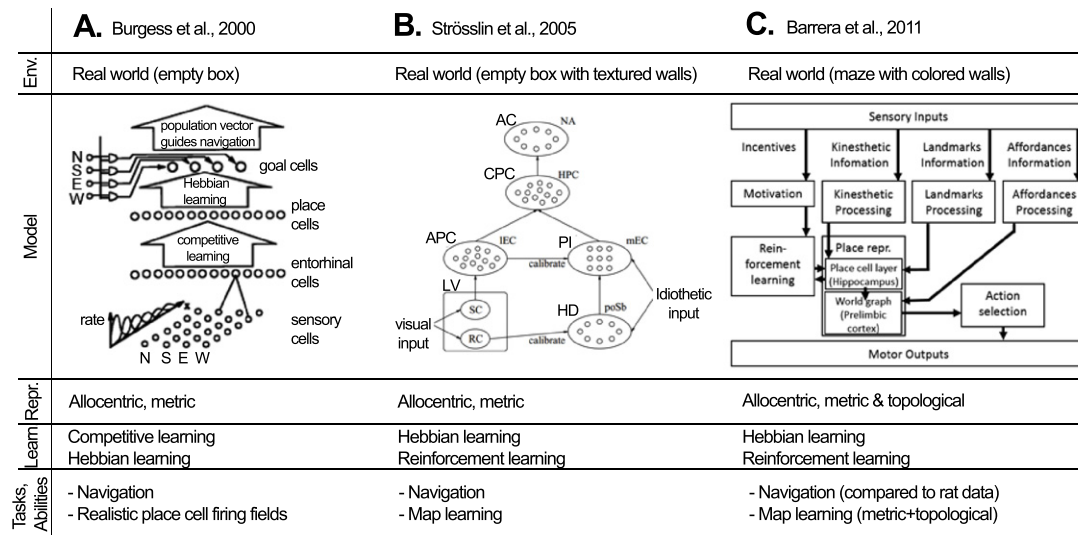 A. Burgess et al., 2000
B. Strösslin et al., 2005
C. Barrera et al., 2011
Env.
Real world (empty box)
Real world (empty box with textured walls)
Real world (maze with colored walls)
Model
population vector
guides navigation
N
S
E
W
goal cells
Hebbian
learning
place
cells
competitive
learning
entorhinal
cells
rate
x
sensory
cells
N S E W
AC
NA
CPC
HPC
APC
lEC
PI
mEC
calibrate
LV
SC
visual
input
RC
HD
poSb
calibrate
Idiothetic
input
Sensory Inputs
Incentives
Kinesthetic
Infomation
Landmarks
Information
Affordances
Information
Motivation
Kinesthetic
Processing
Landmarks
Processing
Affordances
Processing
Rein-
forcement
learning
Place repr.
Place cell layer
(Hippocampus)
World graph
(Prelimbic
cortex)
Action
selection
Motor Outputs
Repr.
Allocentric, metric
Allocentric, metric
Allocentric, metric & topological
Learn
Competitive learning
Hebbian learning
Hebbian learning
Reinforcement learning
Hebbian learning
Reinforcement learning
Tasks,
Abilities
- Navigation
- Realistic place cell firing fields
- Navigation
- Map learning
- Navigation (compared to rat data)
- Map learning (metric+topological)